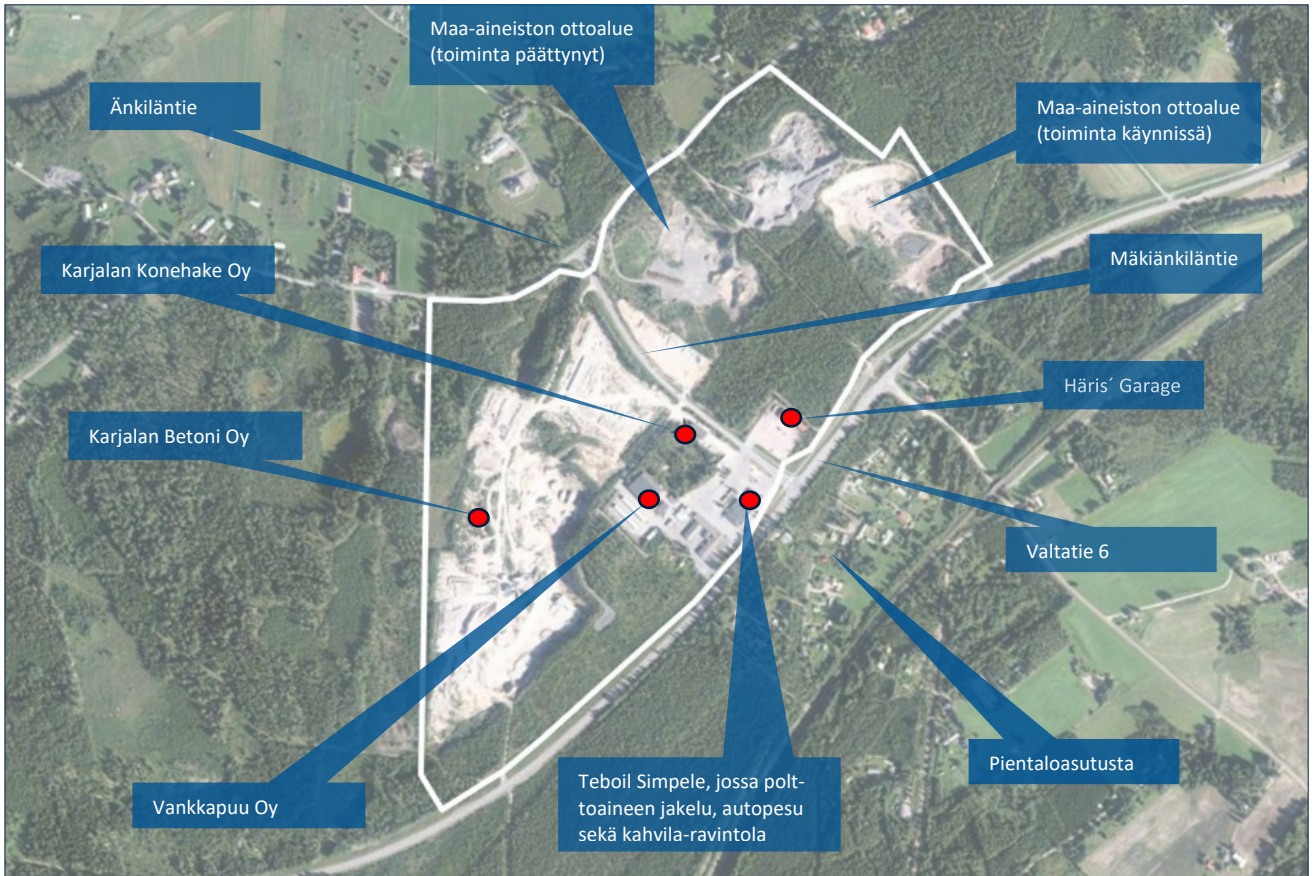 Maa-aineiston ottoalue
(toiminta päättynyt)
Änkiläntie
Maa-aineiston ottoalue
(toiminta käynnissä)
Karjalan Konehake Oy
Mäkiänkiläntie
Häris´ Garage
Karjalan Betoni Oy
Valtatie 6
Pientaloasutusta
Vankkapuu Oy
Teboil Simpele, jossa polt-
toaineen jakelu, autopesu
sekä kahvila-ravintola